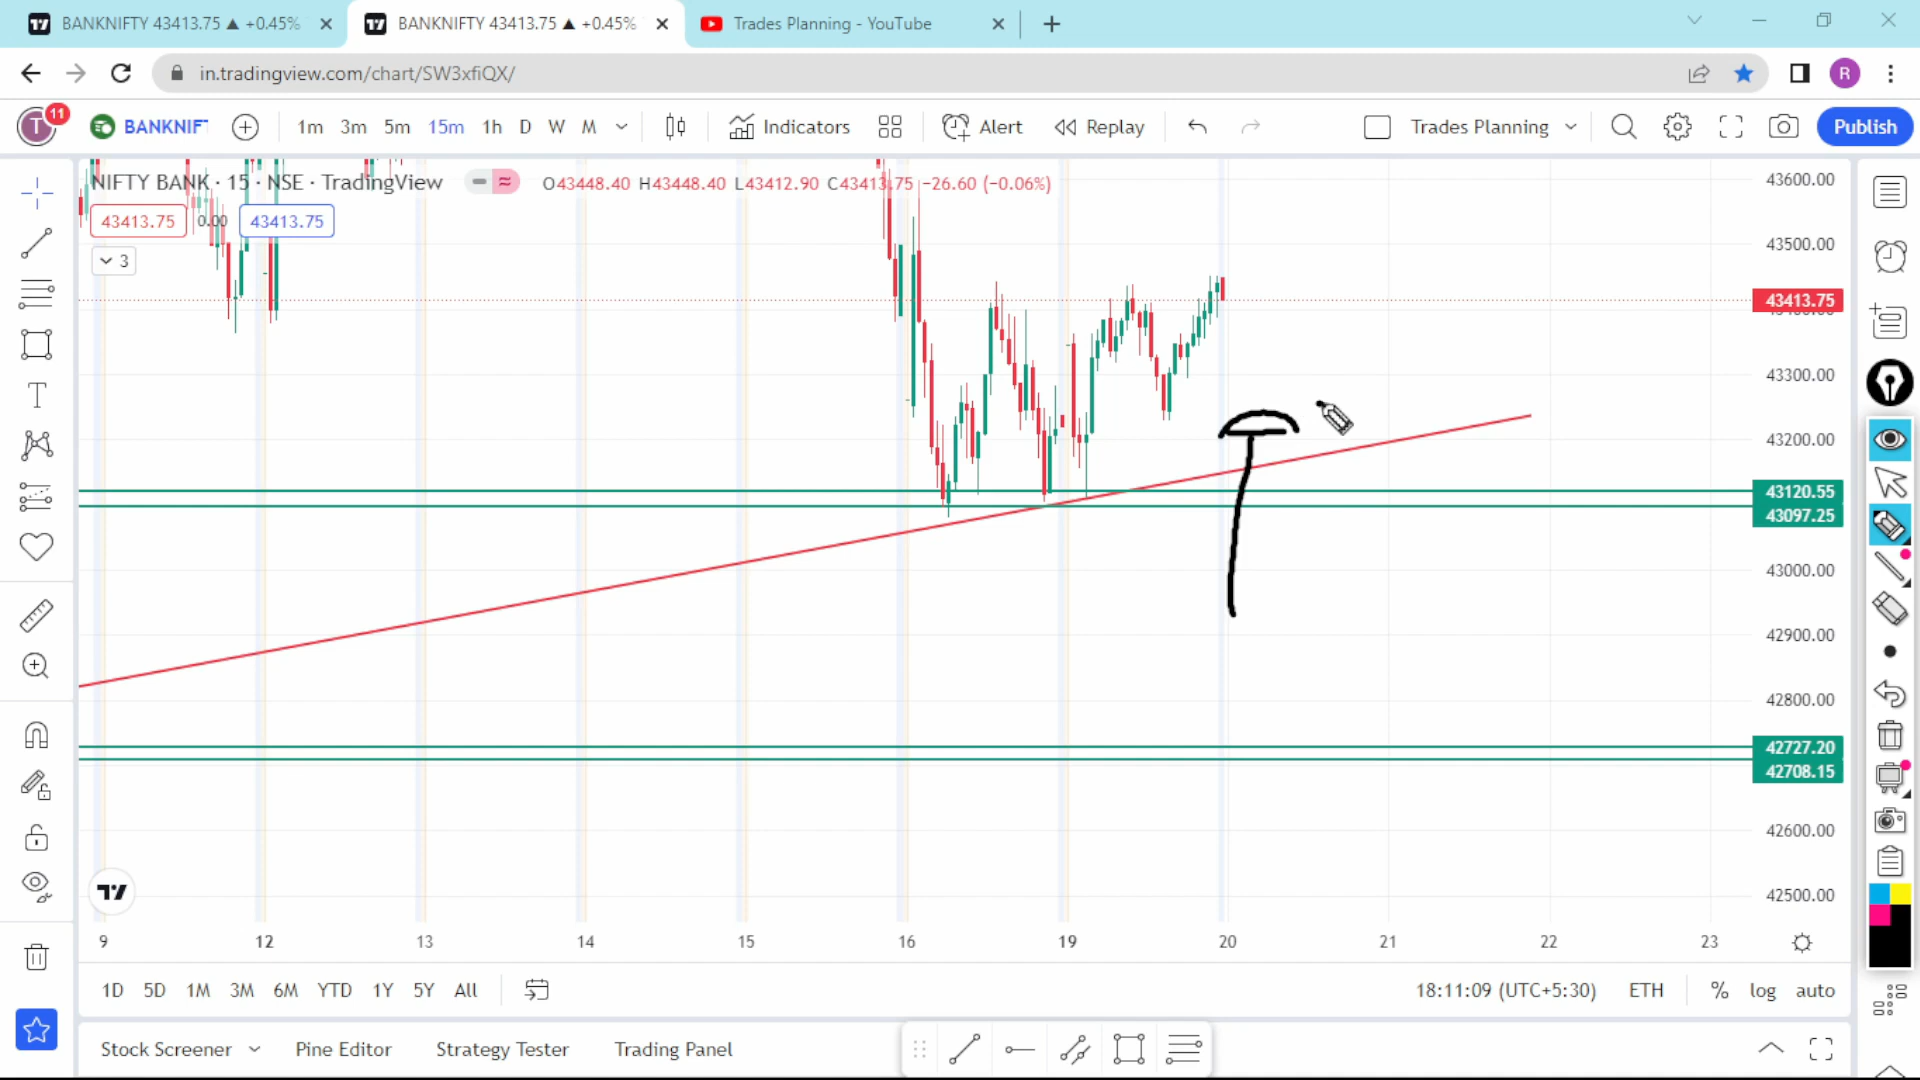 BANKNIFTY 43413.75 ▲ +0.45%
BANKNIFTY 43413.75 ▲ +0.45%
Trades Planning - YouTube
in.tradingview.com/chart/SW3xfiQX/
R
T
11
BANKNIFT
1m 3m 5m 15m 1h D W M
Indicators
Alert
Replay
Trades Planning
Publish
NIFTY BANK · 15 · NSE · TradingView
O43448.40 H43448.40 L43412.90 C43413.75 −26.60 (−0.06%)
43413.75 0.00 43413.75
3
43600.00
43500.00
43413.75
43300.00
43200.00
43120.55
43097.25
43000.00
42900.00
42800.00
42727.20
42708.15
42600.00
42500.00
9 12 13 14 15 16 19 20 21 22 23
1D 5D 1M 3M 6M YTD 1Y 5Y All
18:11:09 (UTC+5:30) ETH % log auto
Stock Screener Pine Editor Strategy Tester Trading Panel